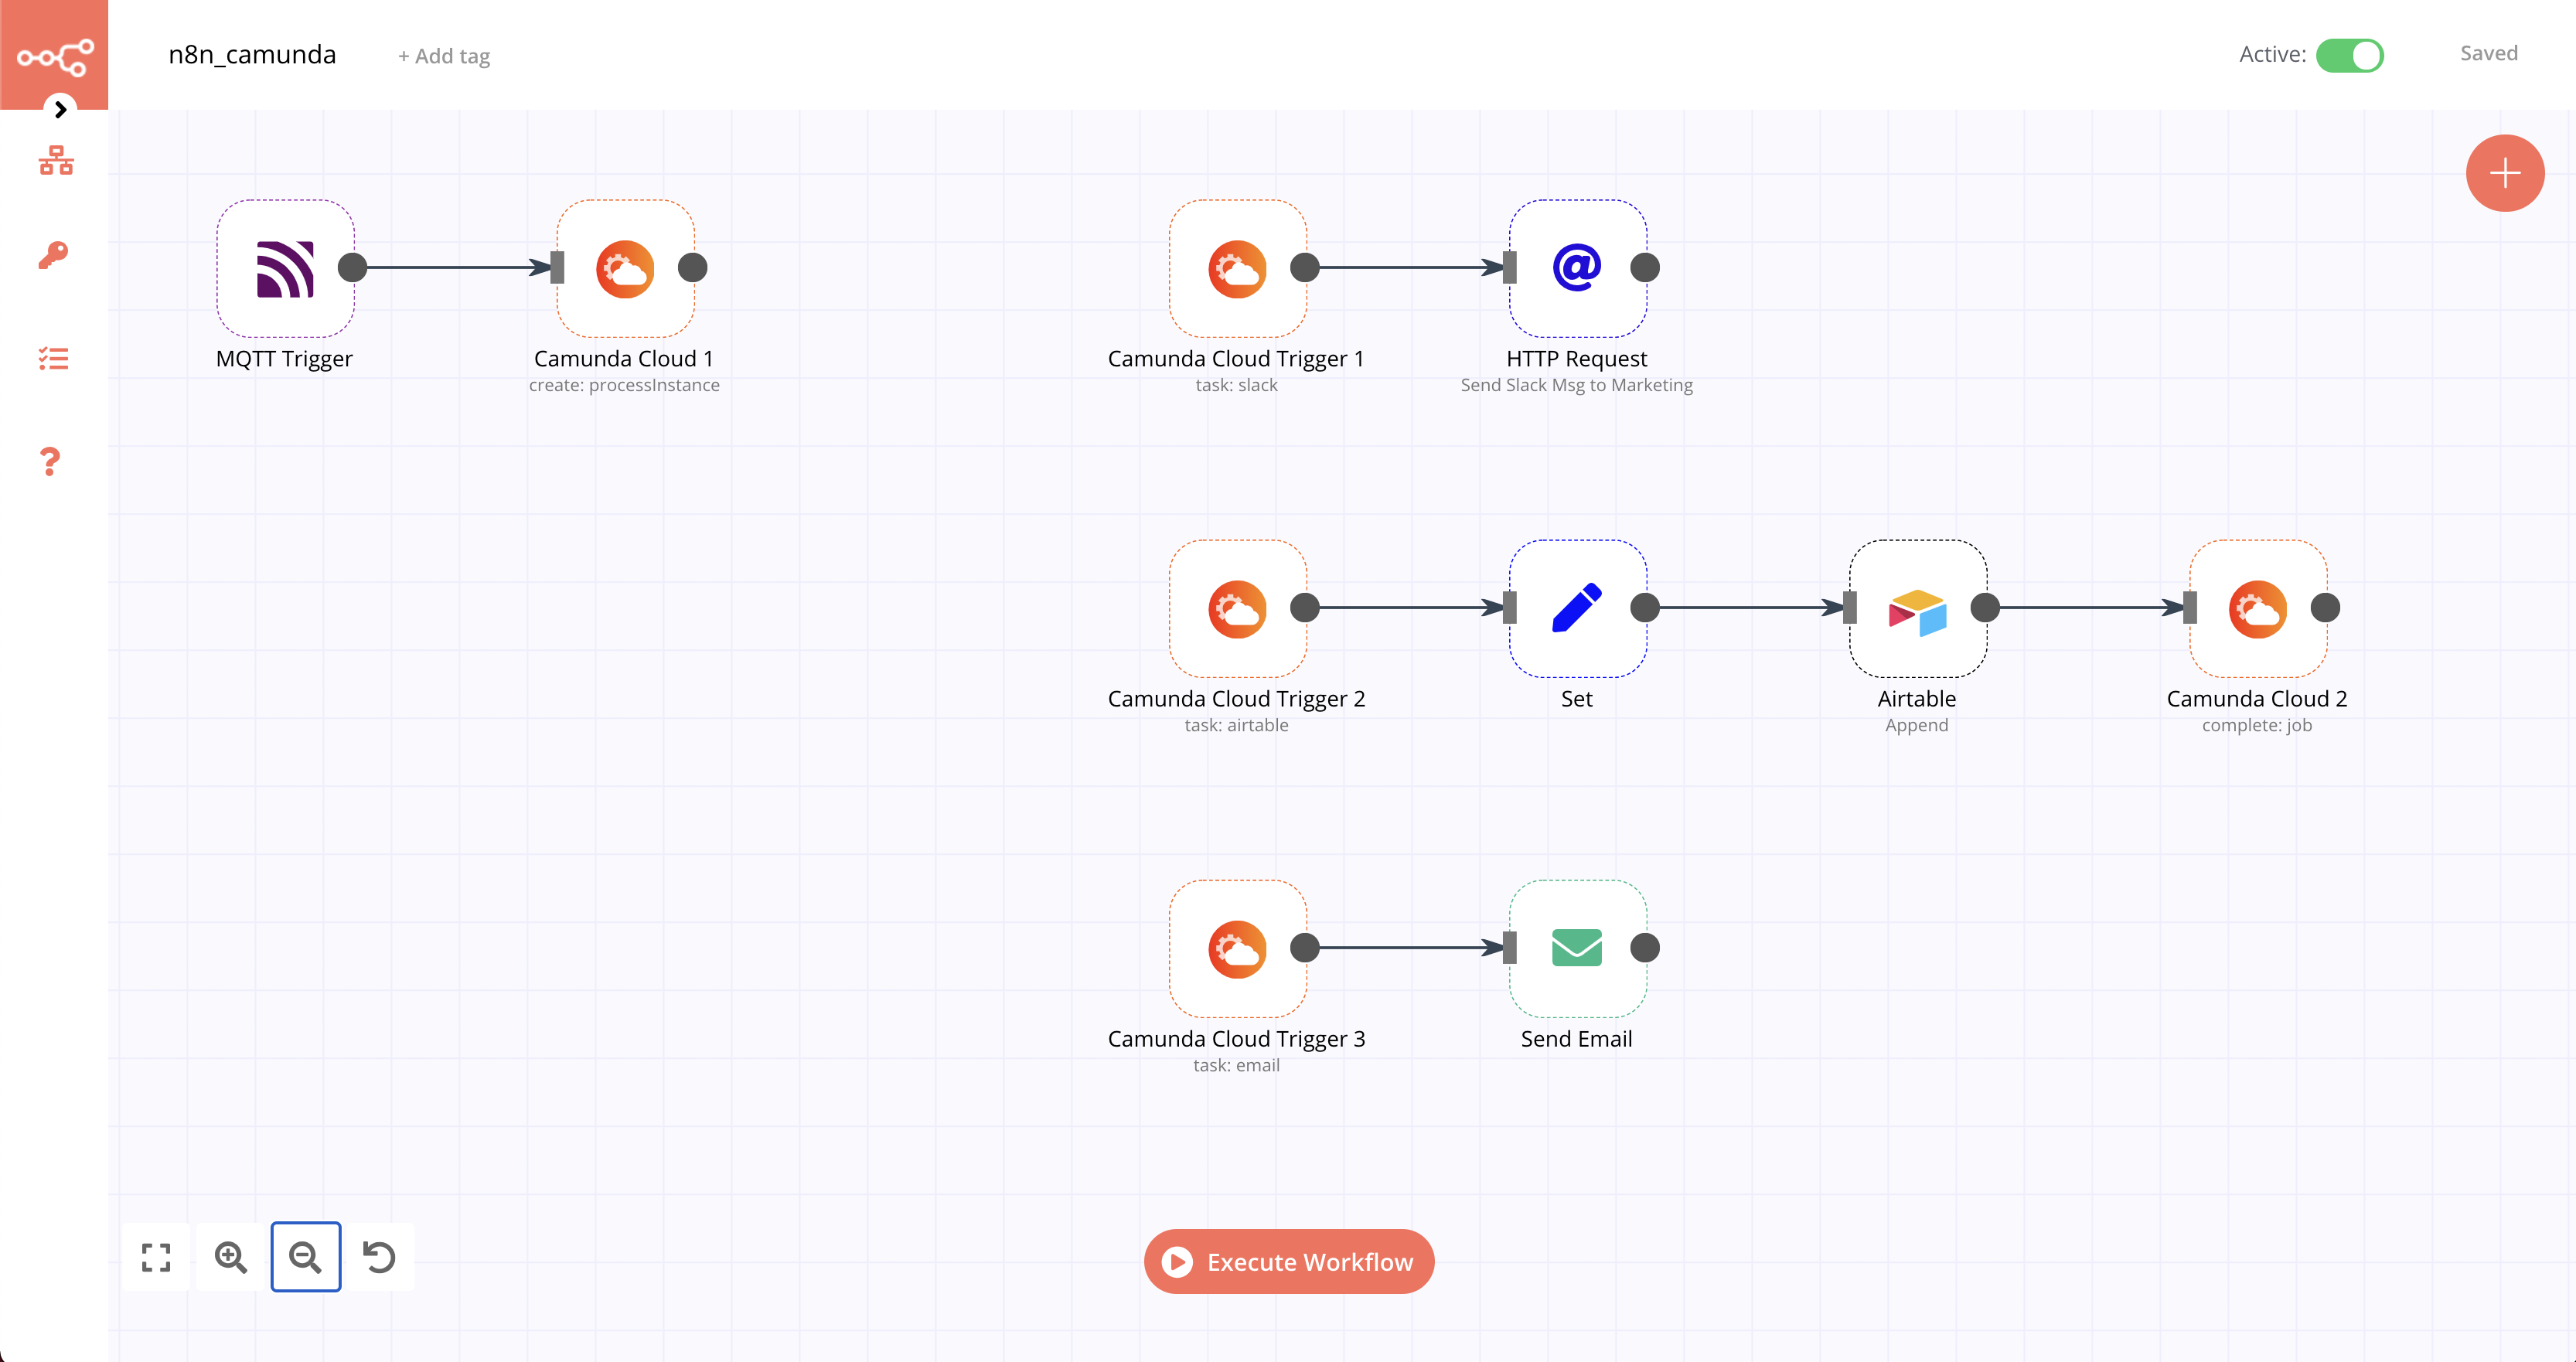 n8n_camunda
+ Add tag
Active:
Saved
MQTT Trigger
Camunda Cloud 1
create: processInstance
Camunda Cloud Trigger 1
task: slack
HTTP Request
Send Slack Msg to Marketing
Camunda Cloud Trigger 2
task: airtable
Set
Airtable
Append
Camunda Cloud 2
complete: job
Camunda Cloud Trigger 3
task: email
Send Email
Execute Workflow